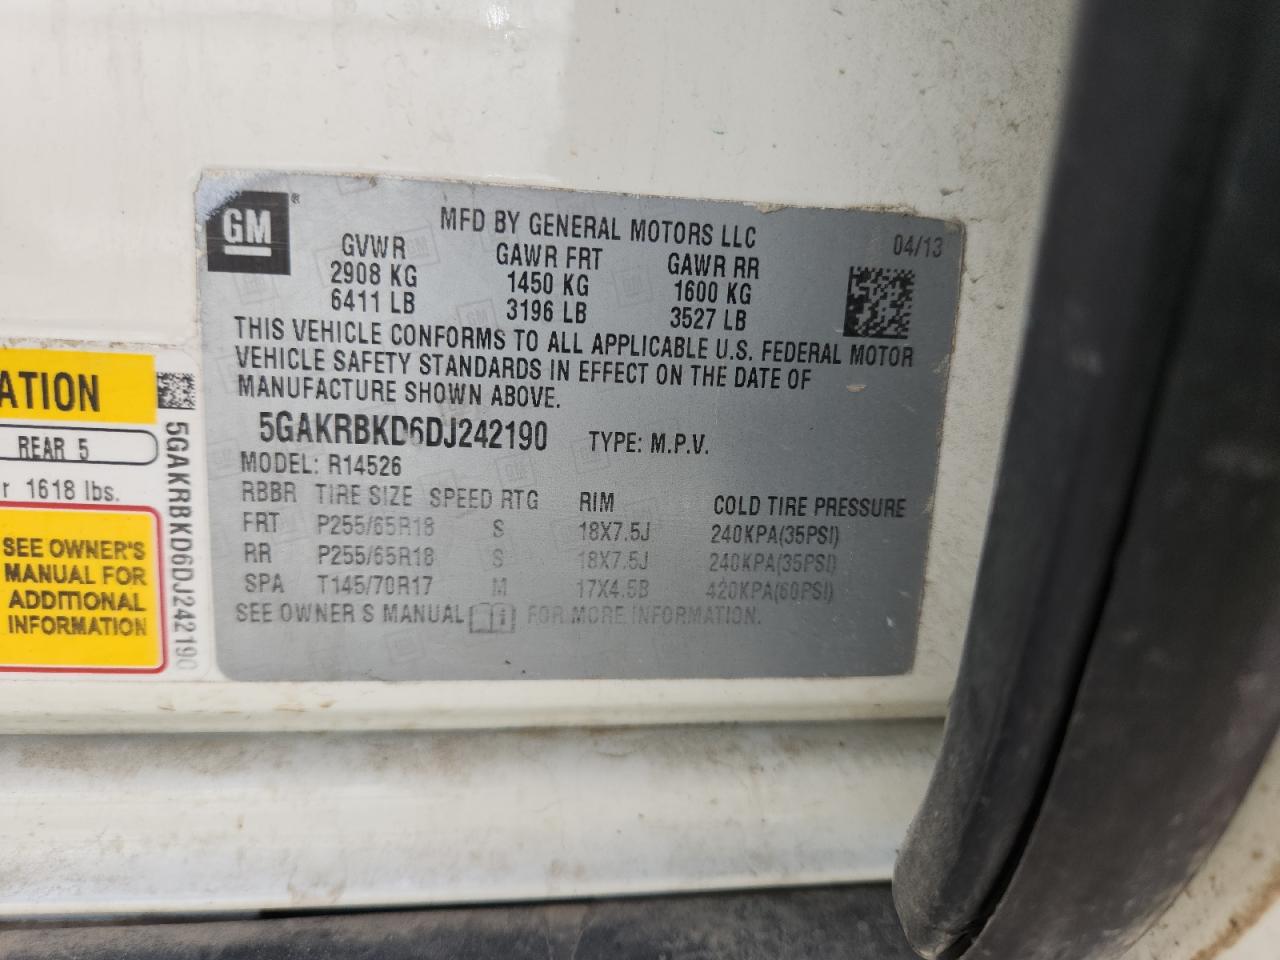 GM®
MFD BY GENERAL MOTORS LLC
04/13
GVWR GAWR FRT GAWR RR
2908 KG 1450 KG 1600 KG
6411 LB 3196 LB 3527 LB
THIS VEHICLE CONFORMS TO ALL APPLICABLE U.S. FEDERAL MOTOR
VEHICLE SAFETY STANDARDS IN EFFECT ON THE DATE OF
MANUFACTURE SHOWN ABOVE.
5GAKRBKD6DJ242190 TYPE: M.P.V.
MODEL: R14526
RBBR TIRE SIZE SPEED RTG RIM COLD TIRE PRESSURE
FRT P255/65R18 S 18X7.5J 240KPA(35PSI)
RR P255/65R18 S 18X7.5J 240KPA(35PSI)
SPA T145/70R17 M 17X4.5B 420KPA(60PSI)
SEE OWNER S MANUAL FOR MORE INFORMATION.
ATION
REAR 5
r 1618 lbs.
SEE OWNER'S
MANUAL FOR
ADDITIONAL
INFORMATION
5GAKRBKD6DJ242190